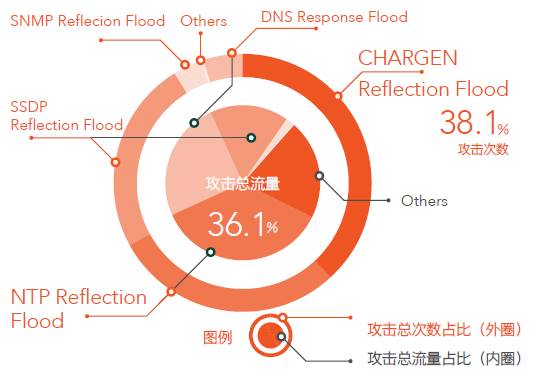 SNMP Reflecion Flood
Others
DNS Response Flood
CHARGEN
Reflection Flood
38.1%
攻击次数
SSDP
Reflection Flood
攻击总流量
36.1%
Others
NTP Reflection
Flood
图例
攻击总次数占比（外圈）
攻击总流量占比（内圈）